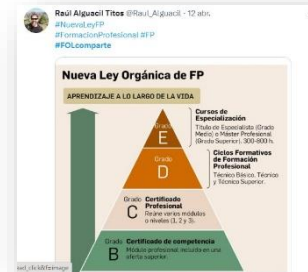 Raúl Alguacil Titos @Raul_Alguacil · 12 abr.
#NuevaLeyFP
#FormacionProfesional #FP
#FOLcomparte
Nueva Ley Orgánica de FP
APRENDIZAJE A LO LARGO DE LA VIDA
Grado
E
Cursos de
Especialización
Título de Especialista (Grado
Medio) o Máster Profesional
(Grado Superior). 300-800 h.
Grado
D
Ciclos Formativos
de Formación
Profesional
Técnico Básico, Técnico
y Técnico Superior.
Grado
C
Certificado
Profesional
Reúne varios módulos
o niveles (1, 2 y 3).
Grado
B
Certificado de competencia
Módulo profesional incluido en una
oferta superior.